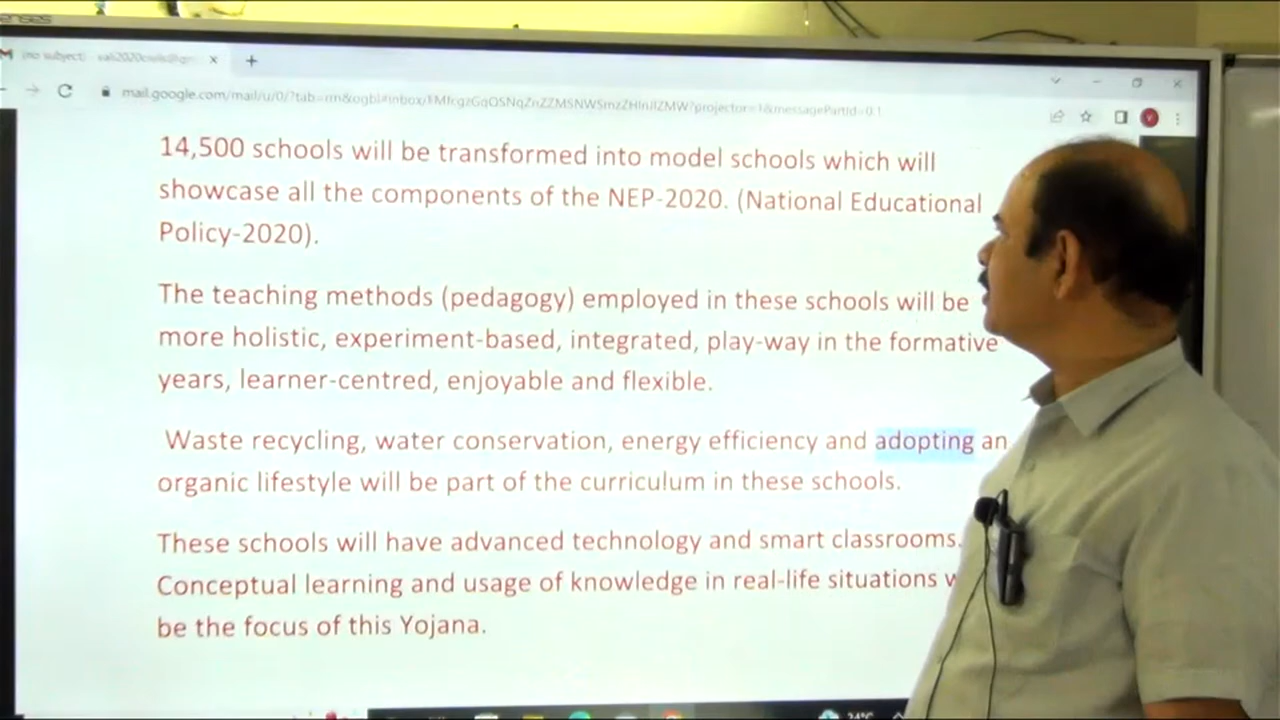 14,500 schools will be transformed into model schools which will
showcase all the components of the NEP-2020. (National Educational
Policy-2020).
The teaching methods (pedagogy) employed in these schools will be
more holistic, experiment-based, integrated, play-way in the formative
years, learner-centred, enjoyable and flexible.
Waste recycling, water conservation, energy efficiency and adopting an
organic lifestyle will be part of the curriculum in these schools.
These schools will have advanced technology and smart classrooms.
Conceptual learning and usage of knowledge in real-life situations
be the focus of this Yojana.
(no subject)
34°C